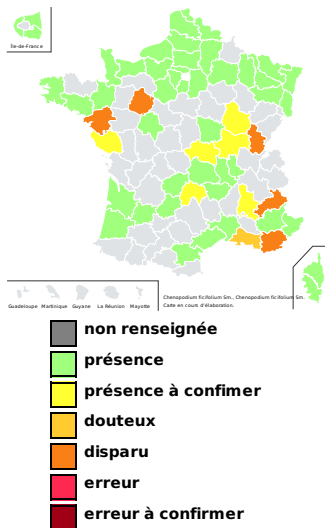 Île-de-France
Guadeloupe Martinique Guyane La Réunion Mayotte
Chenopodium ficifolium Sm., Chenopodium ficifolium Sm.
Carte en cours d'élaboration.
non renseignée
présence
présence à confimer
douteux
disparu
erreur
erreur à confirmer